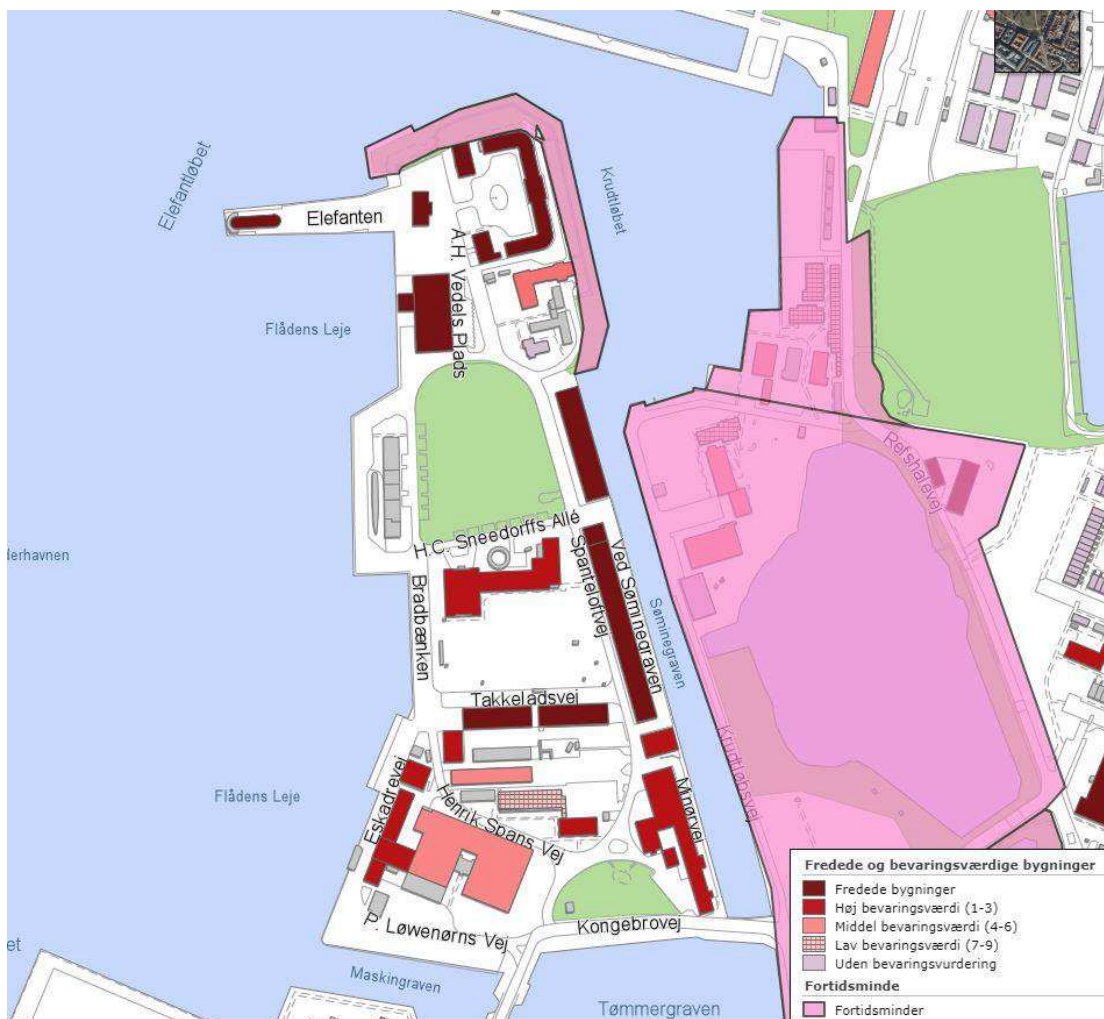 Elefantløbet
Krudtløbet
Elefanten
A.H. Vedels Plads
Flådens Leje
Refshalevej
H.C. Sneedorffs Allé
derhavnen
Bradbænken
Spanteloftvej
Ved Søminegraven
Søminegraven
Takkeladsvej
Krudtløbsvej
Eskadrevej
Flådens Leje
Henrik Spans Vej
Minørvej
P. Løwenørns Vej
Kongebrovej
et
Maskingraven
Tømmergraven
Fredede og bevaringsværdige bygninger
Fredede bygninger
Høj bevaringsværdi (1-3)
Middel bevaringsværdi (4-6)
Lav bevaringsværdi (7-9)
Uden bevaringsvurdering
Fortidsminde
Fortidsminder